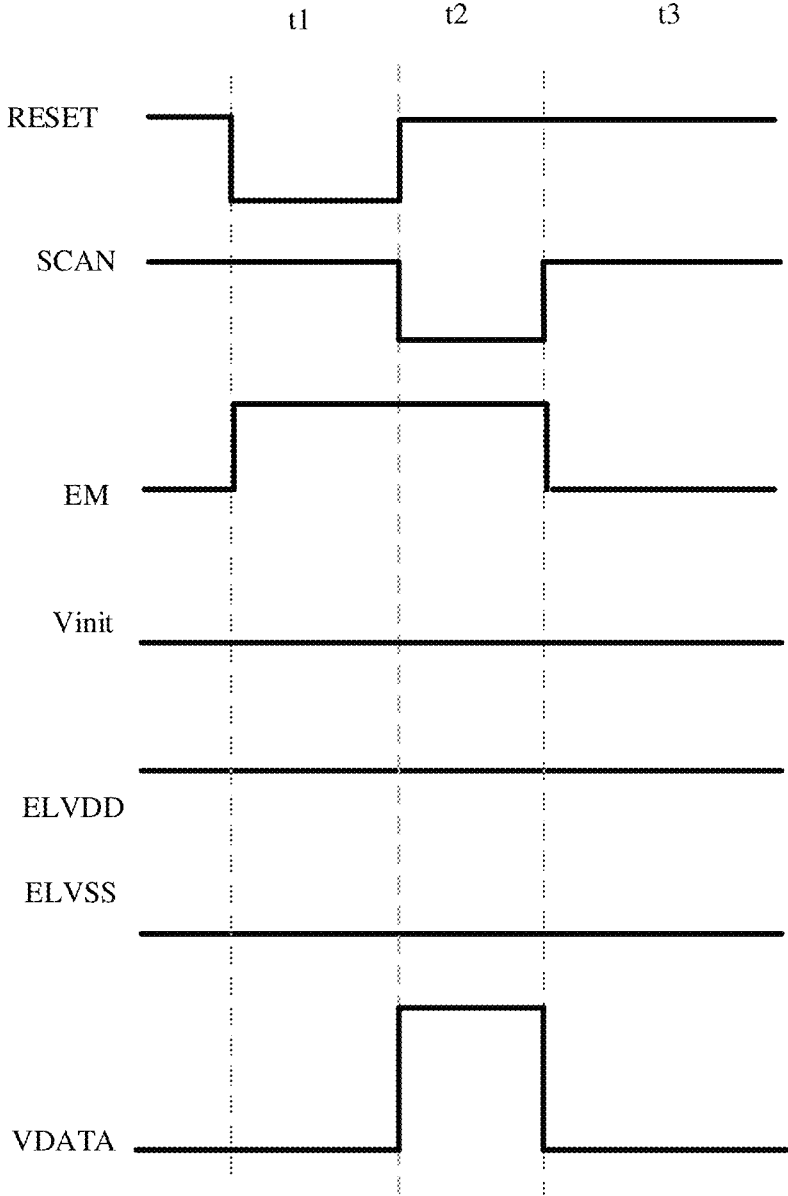 t1
t2
t3
RESET
SCAN
EM
Vinit
ELVDD
ELVSS
VDATA